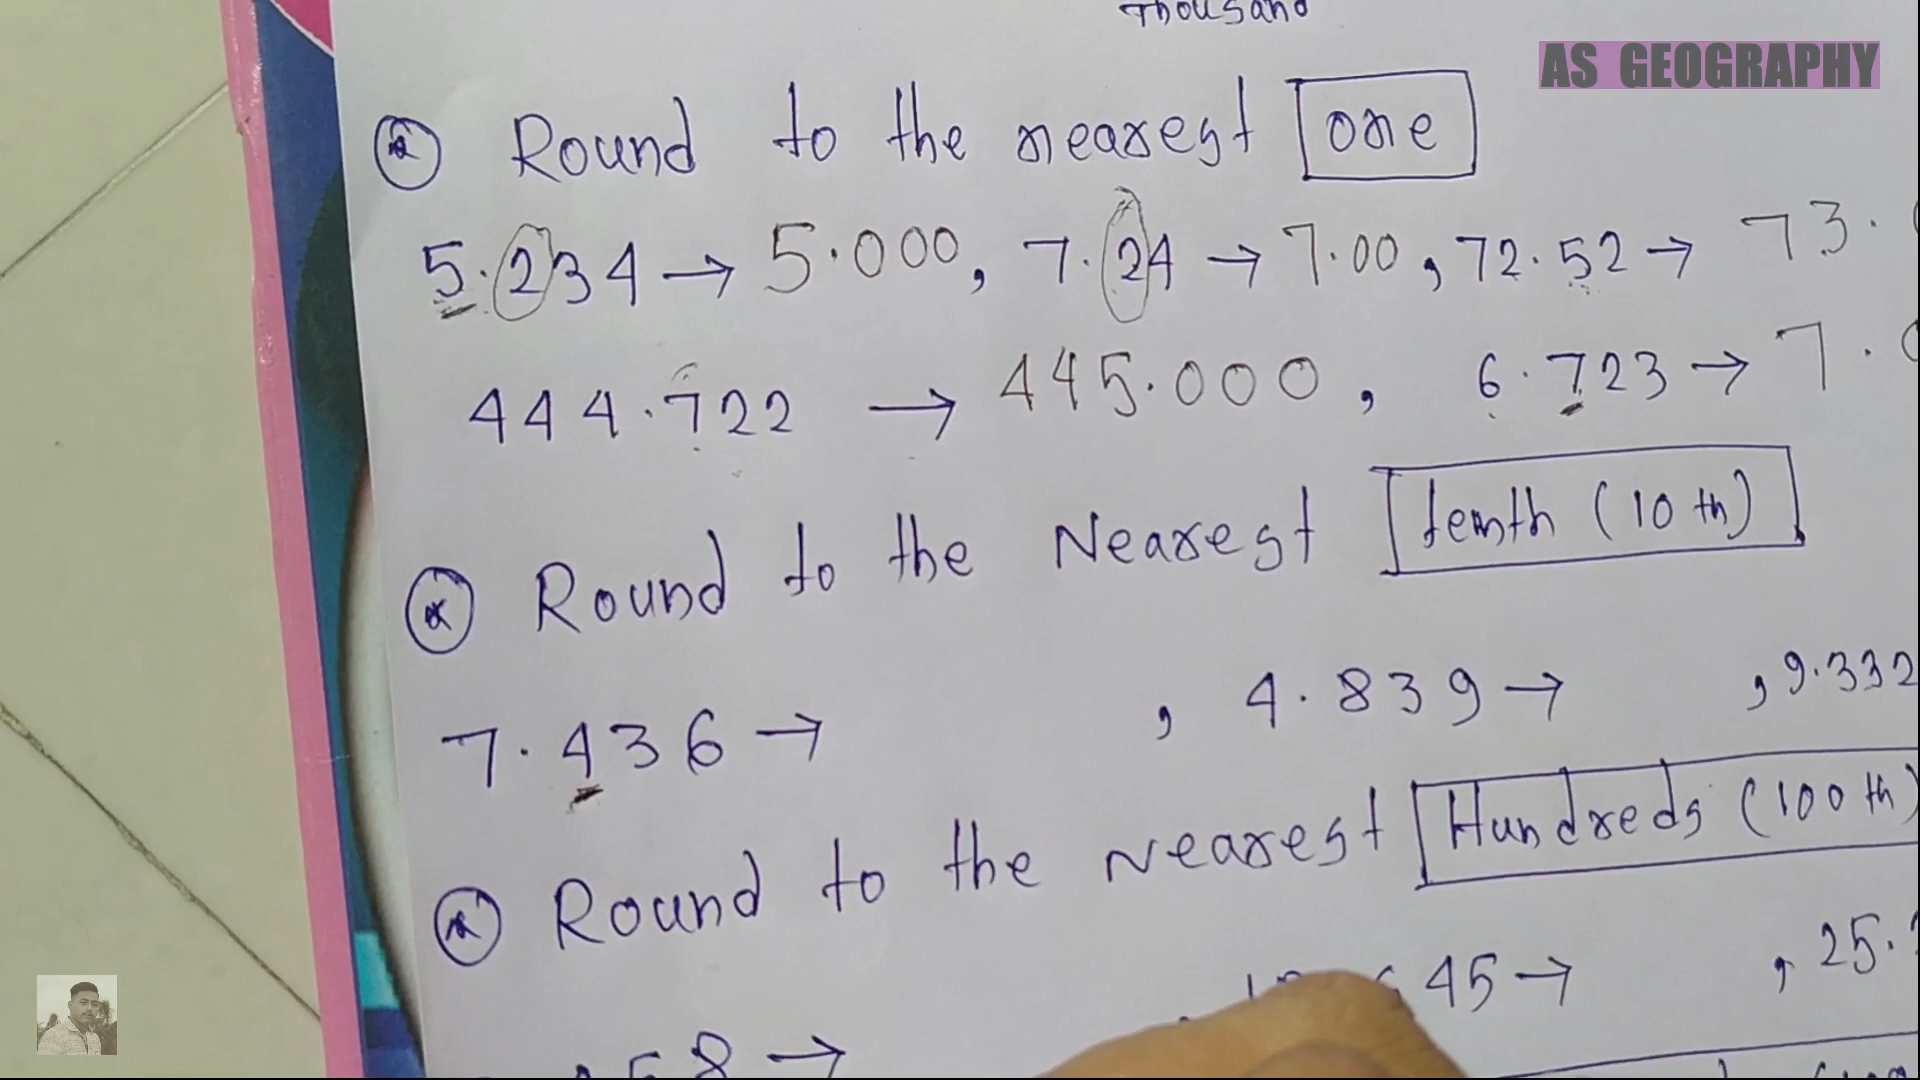 Thousand
AS GEOGRAPHY
Round to the nearest one
5.234 → 5.000, 7.24 → 7.00, 72.52 → 73.
444.722 → 445.000, 6.723 → 7.
Round to the Nearest tenth (10 th)
7.436 → , 4.839 → , 9.332
Round to the Nearest Hundreds (100 th)
45 → , 25.
58 →